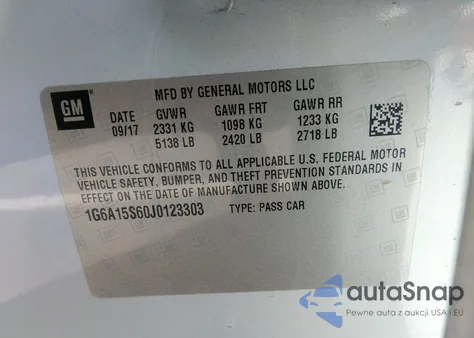 GM
MFD BY GENERAL MOTORS LLC
DATE GVWR GAWR FRT GAWR RR
09/17 2331 KG 1098 KG 1233 KG
5138 LB 2420 LB 2718 LB
THIS VEHICLE CONFORMS TO ALL APPLICABLE U.S. FEDERAL MOTOR
VEHICLE SAFETY, BUMPER, AND THEFT PREVENTION STANDARDS IN
EFFECT ON THE DATE OF MANUFACTURE SHOWN ABOVE.
1G6A15S60J0123303 TYPE: PASS CAR
autoSnap
Pewne auta z aukcji USA i EU